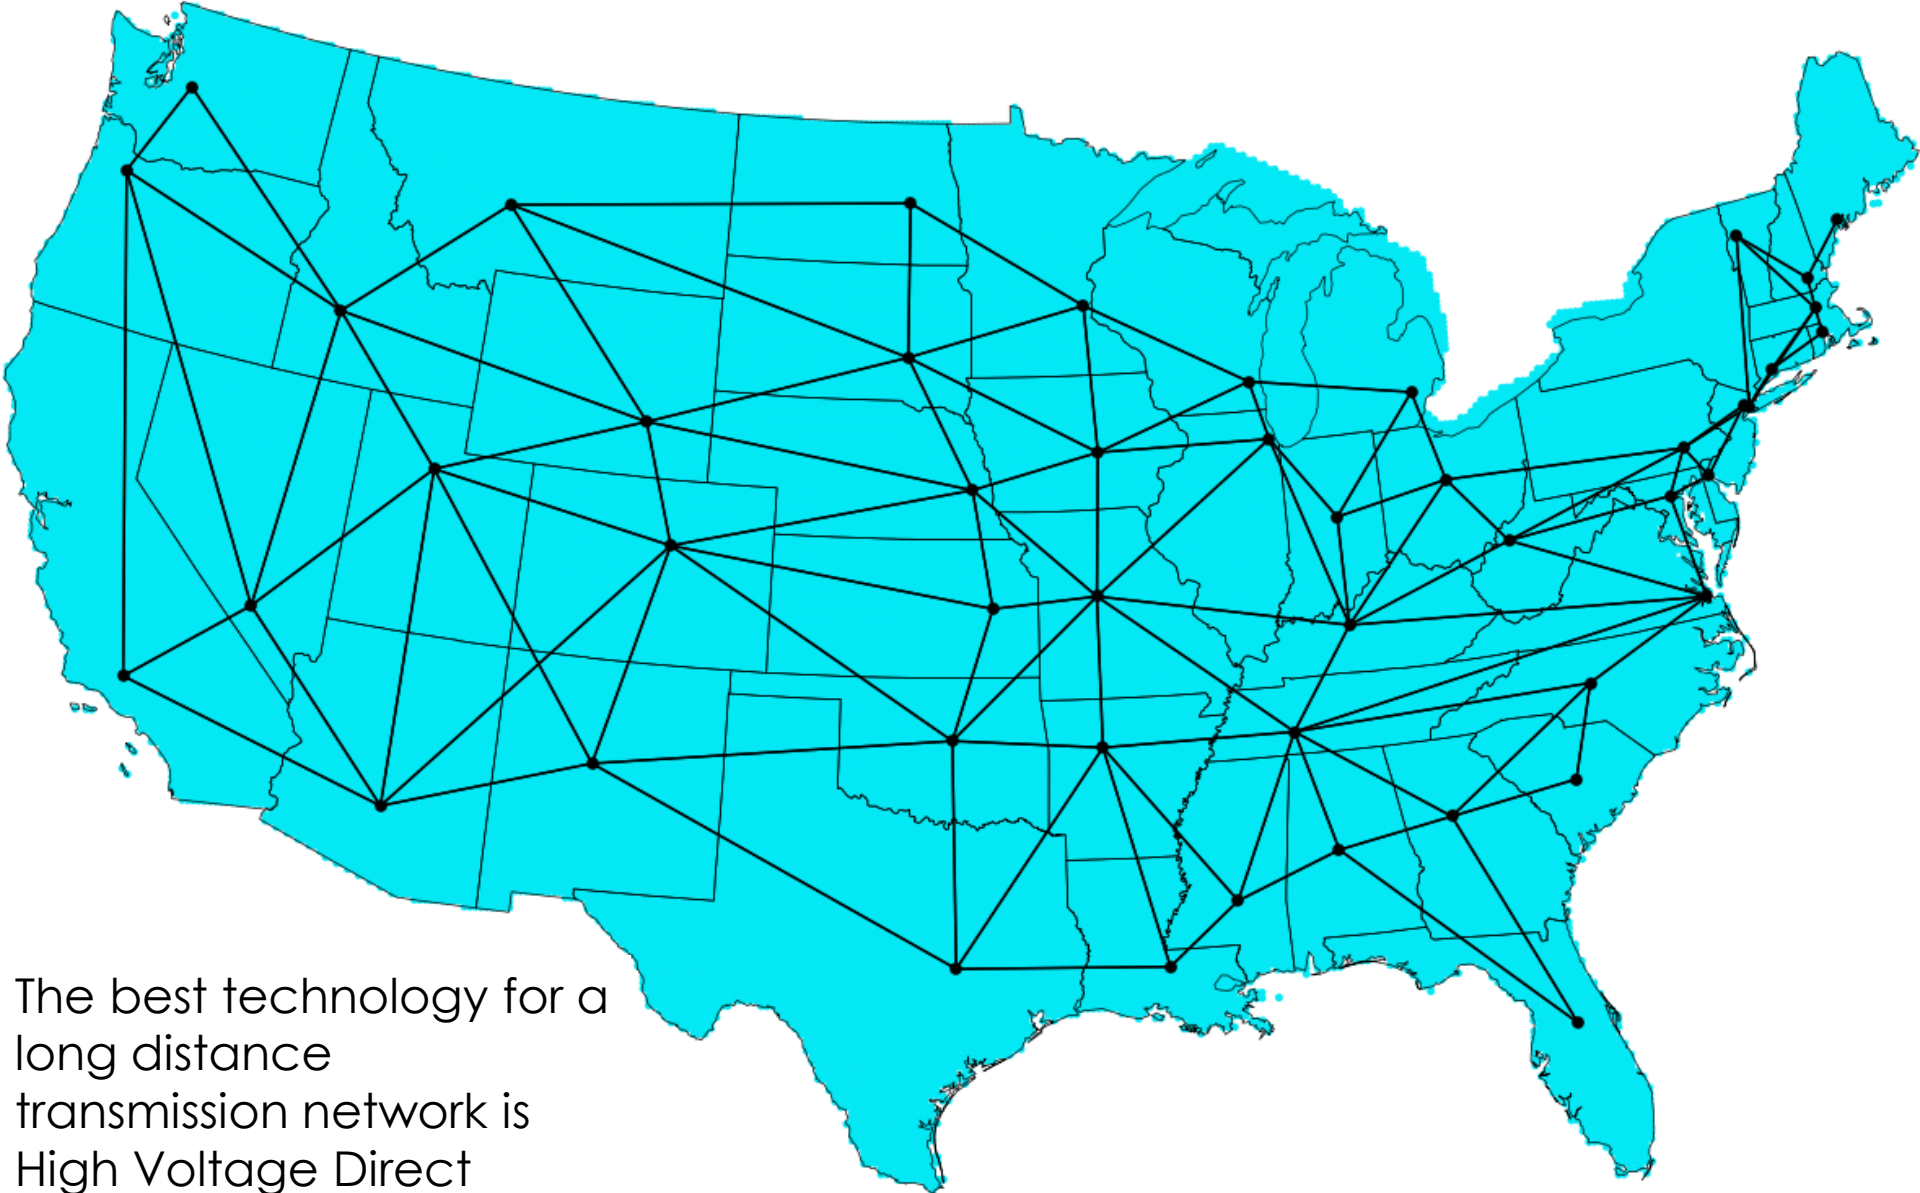 The best technology for a
long distance
transmission network is
High Voltage Direct